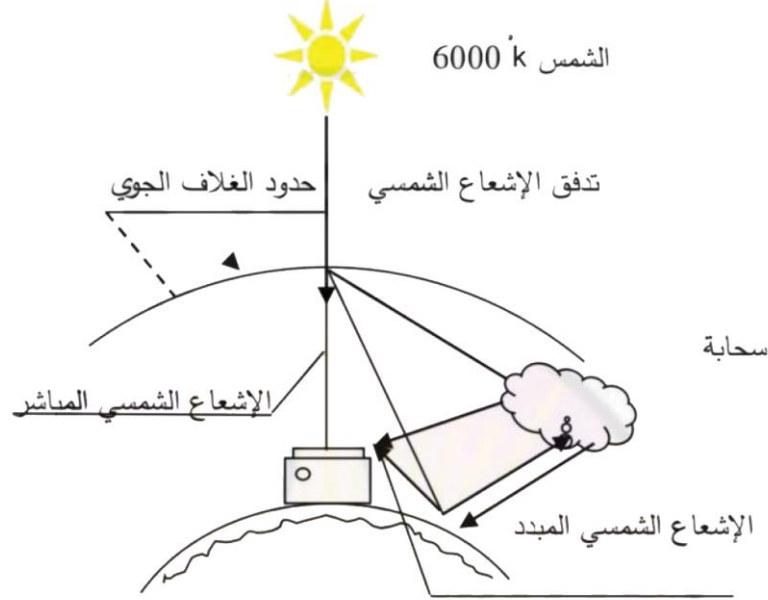 الشمس 6000 k°
تدفق الإشعاع الشمسي
حدود الغلاف الجوي
سحابة
الإشعاع الشمسي المباشر
الإشعاع الشمسي المبدد